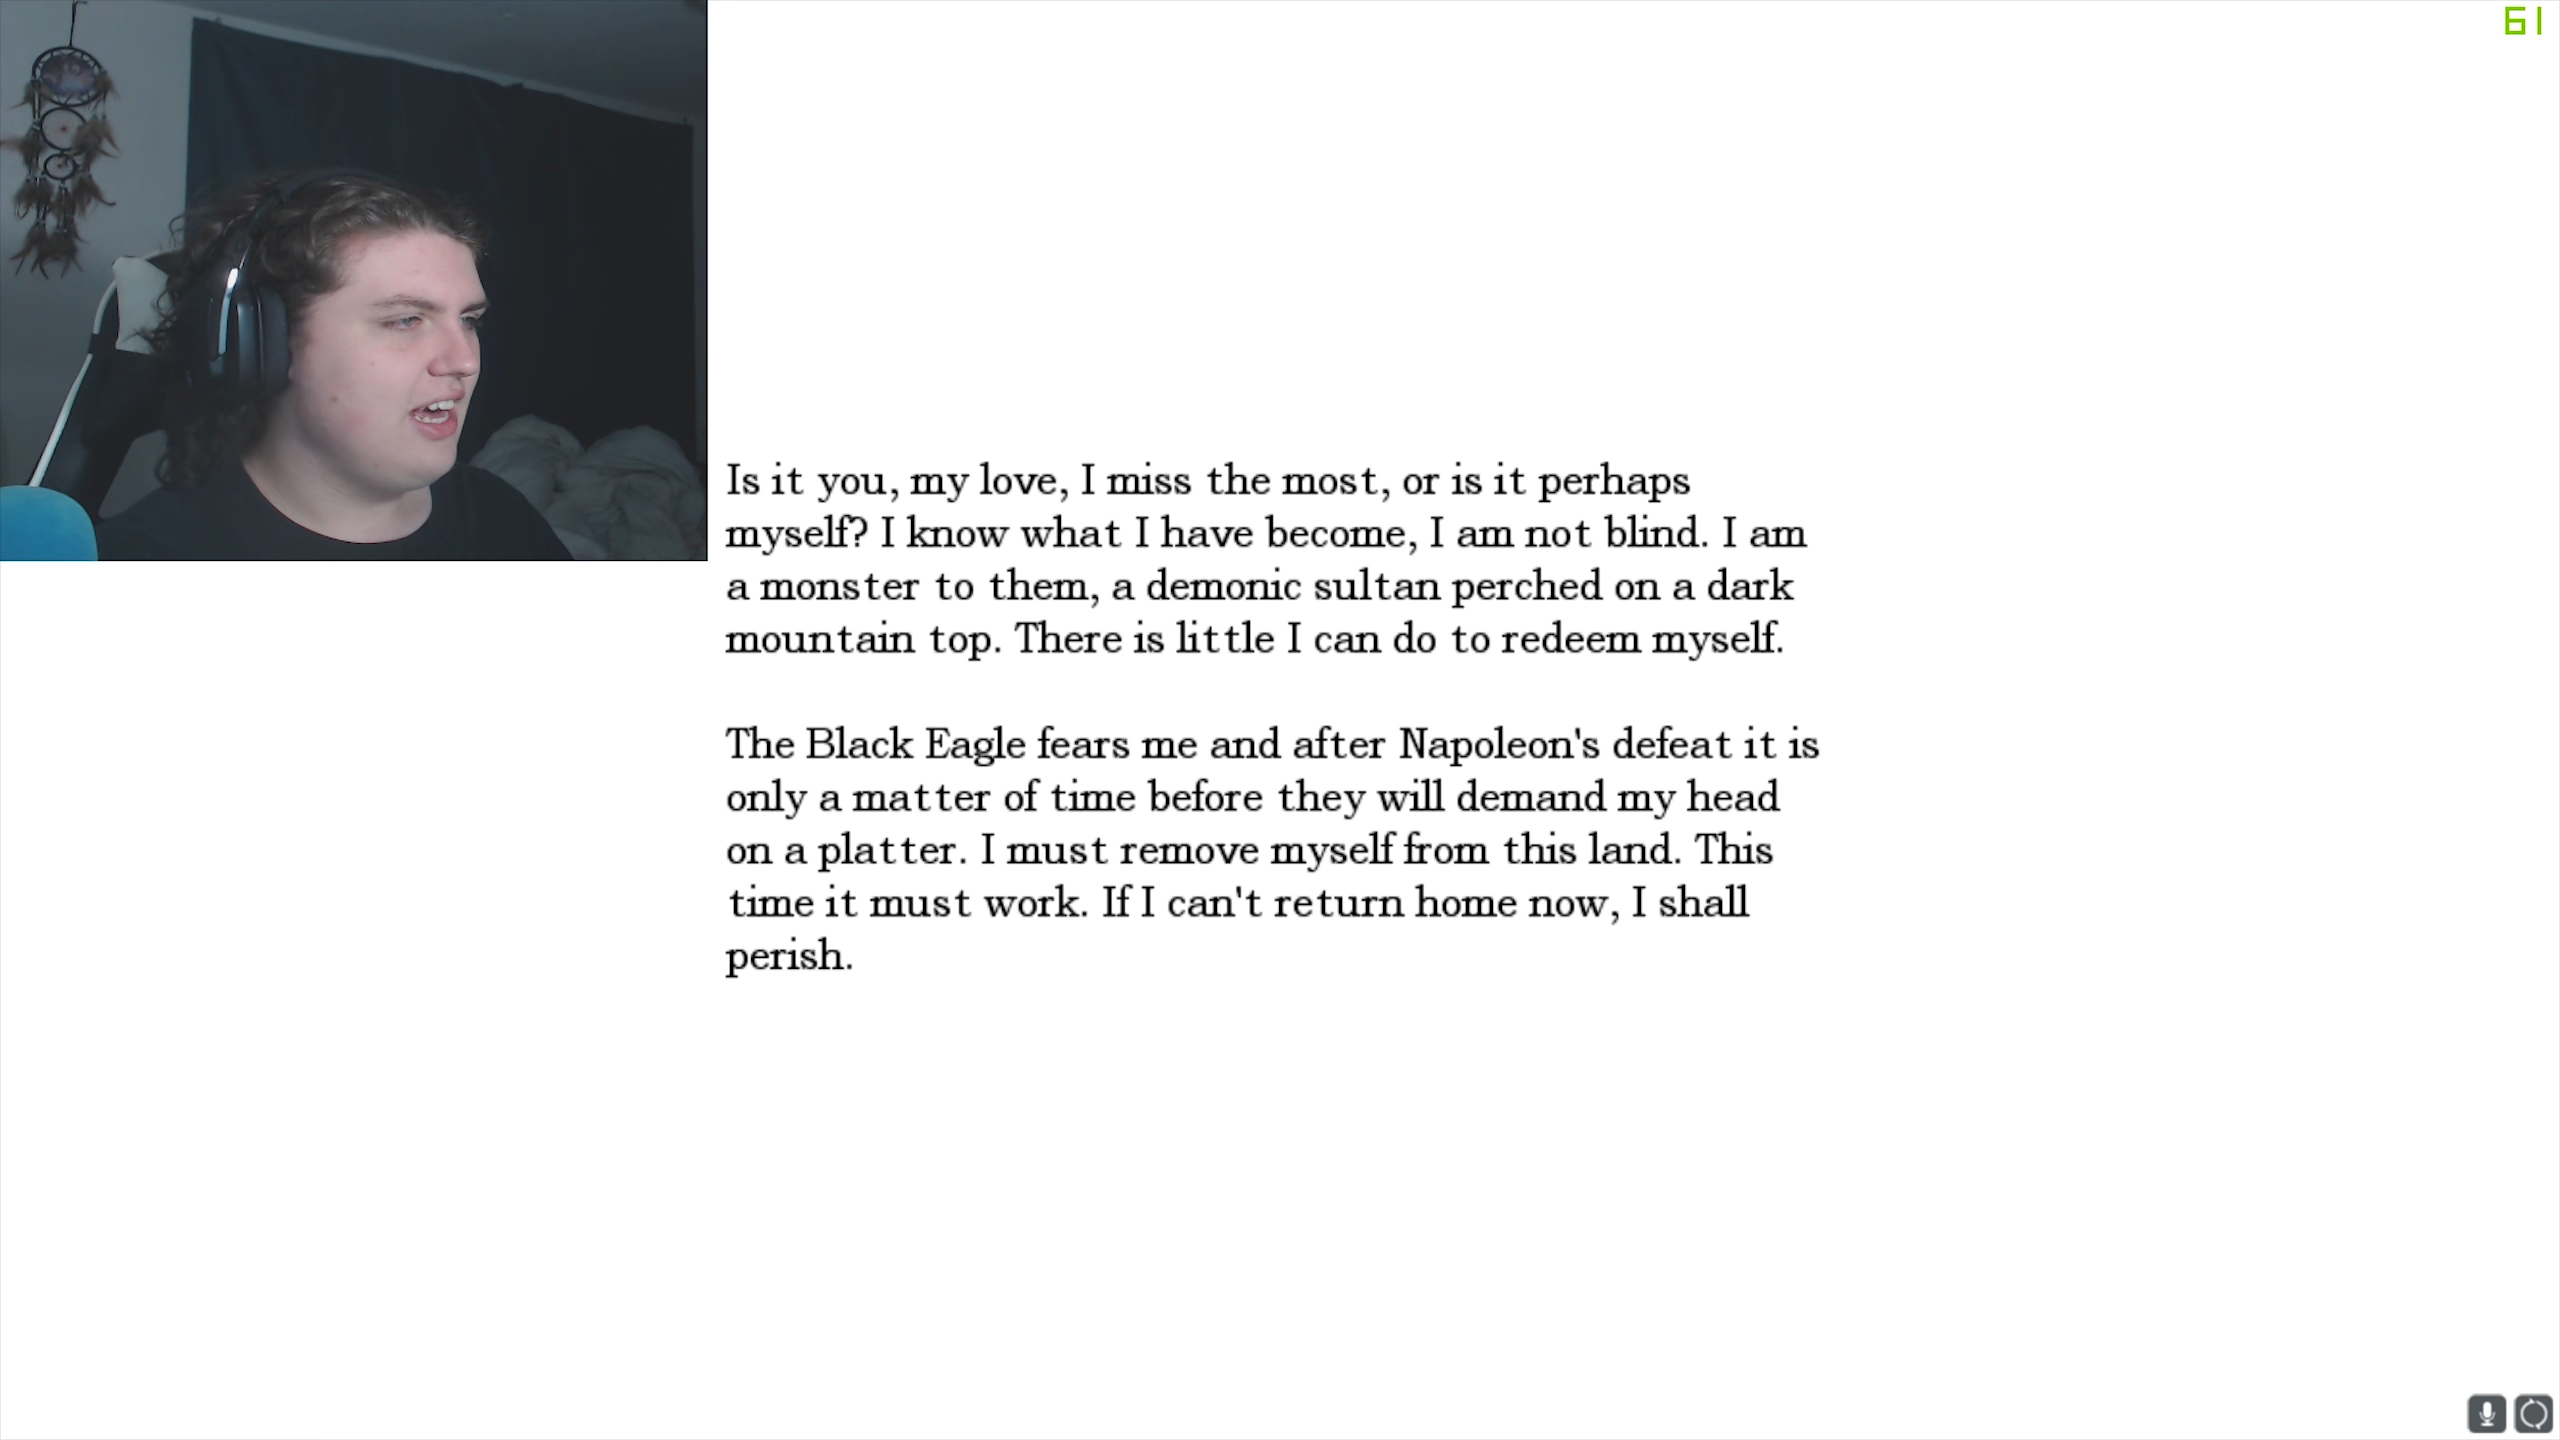 61
Is it you, my love, I miss the most, or is it perhaps
myself? I know what I have become, I am not blind. I am
a monster to them, a demonic sultan perched on a dark
mountain top. There is little I can do to redeem myself.
The Black Eagle fears me and after Napoleon's defeat it is
only a matter of time before they will demand my head
on a platter. I must remove myself from this land. This
time it must work. If I can't return home now, I shall
perish.